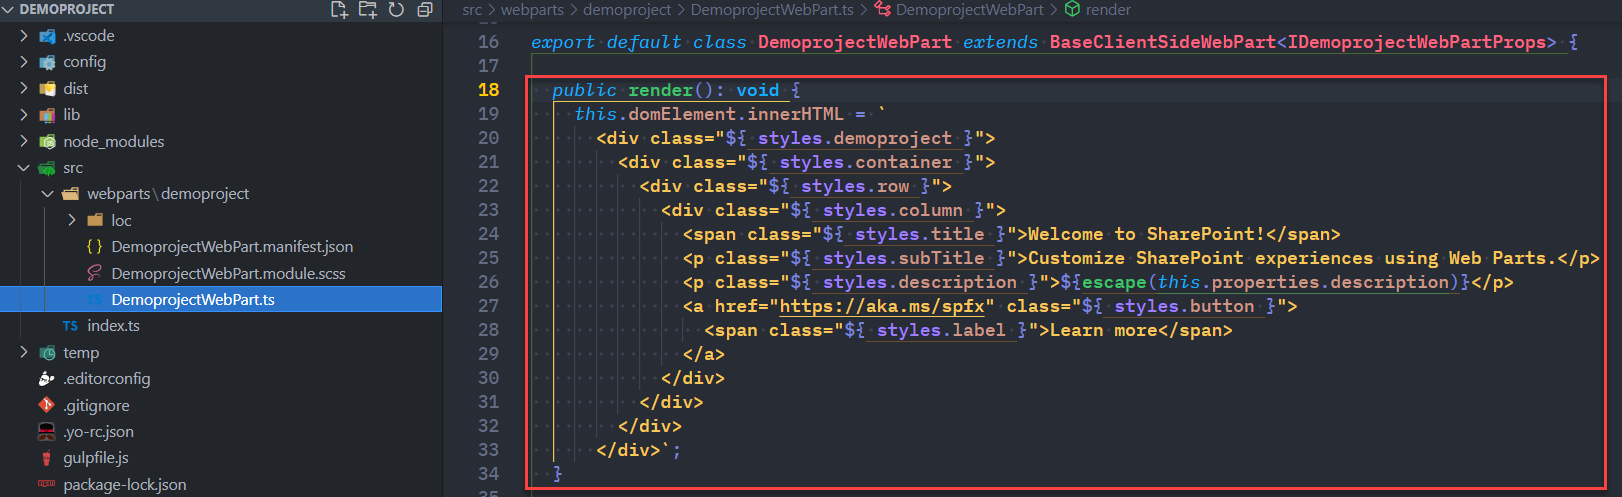 DEMOPROJECT
.vscode
config
dist
lib
node_modules
src
webparts\demoproject
loc
{} DemoprojectWebPart.manifest.json
DemoprojectWebPart.module.scss
TS DemoprojectWebPart.ts
TS index.ts
temp
.editorconfig
.gitignore
.yo-rc.json
gulpfile.js
package-lock.json
src > webparts > demoproject > DemoprojectWebPart.ts > DemoprojectWebPart > render
16 export default class DemoprojectWebPart extends BaseClientSideWebPart<IDemoprojectWebPartProps> {
17
18 public render(): void {
19 this.domElement.innerHTML = `
20 <div class="${ styles.demoproject }">
21 <div class="${ styles.container }">
22 <div class="${ styles.row }">
23 <div class="${ styles.column }">
24 <span class="${ styles.title }">Welcome to SharePoint!</span>
25 <p class="${ styles.subTitle }">Customize SharePoint experiences using Web Parts.</p>
26 <p class="${ styles.description }">${escape(this.properties.description)}</p>
27 <a href="https://aka.ms/spfx" class="${ styles.button }">
28 <span class="${ styles.label }">Learn more</span>
29 </a>
30 </div>
31 </div>
32 </div>
33 </div>`;
34 }
35